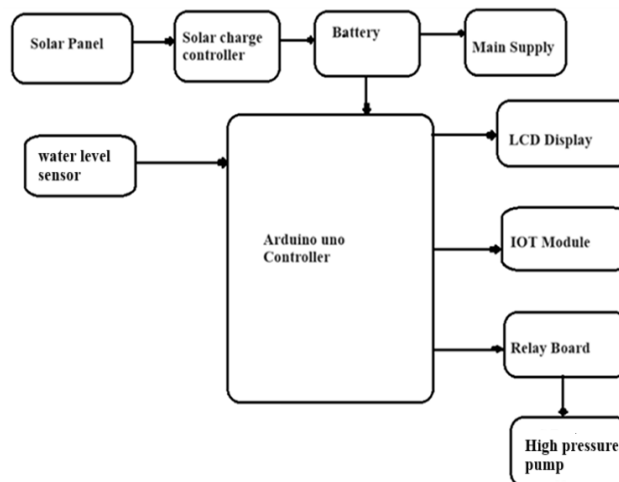 Solar Panel
Solar charge
controller
Battery
Main Supply
water level
sensor
Arduino uno
Controller
LCD Display
IOT Module
Relay Board
High pressure
pump